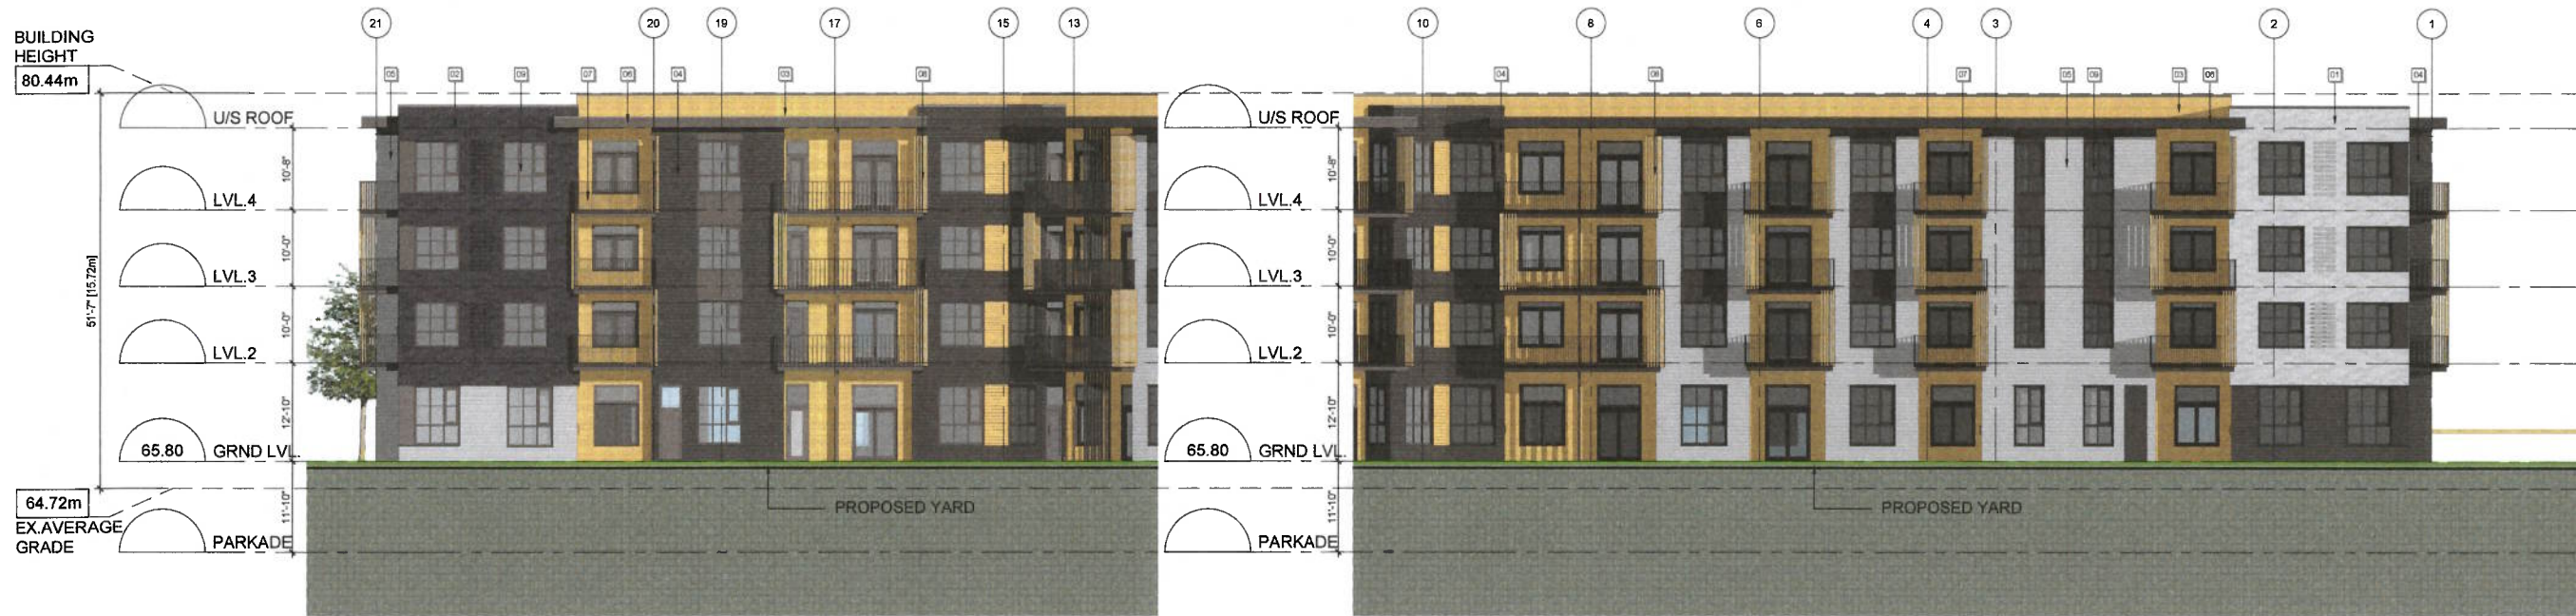 21 20 19 17 15 13 10 8 6 4 3 2 1
BUILDING
HEIGHT
80.44m
05 02 09 07 06 04 03 08 04 08 07 05 09 03 06 01 04
U/S ROOF U/S ROOF
10'-8" 10'-8"
LVL.4 LVL.4
10'-0" 10'-0"
LVL.3 LVL.3
51'-7" [15.72m]
10'-0" 10'-0"
LVL.2 LVL.2
12'-10" 12'-10"
65.80 GRND LVL. 65.80 GRND LVL.
64.72m
EX.AVERAGE
GRADE
11'-10" 11'-10"
PROPOSED YARD PROPOSED YARD
PARKADE PARKADE